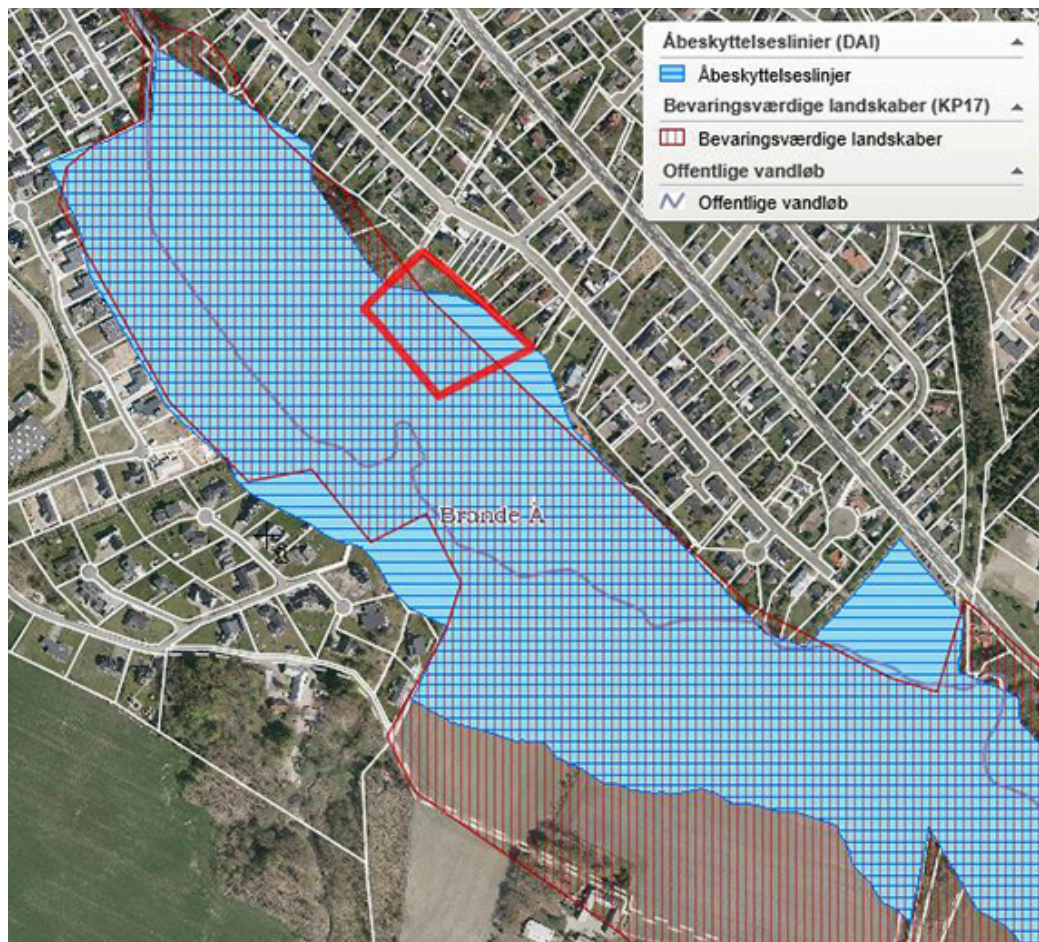 Åbeskyttelseslinier (DAI)
Åbeskyttelseslinjer
Bevaringsværdige landskaber (KP17)
Bevaringsværdige landskaber
Offentlige vandløb
Offentlige vandløb
Brande Å